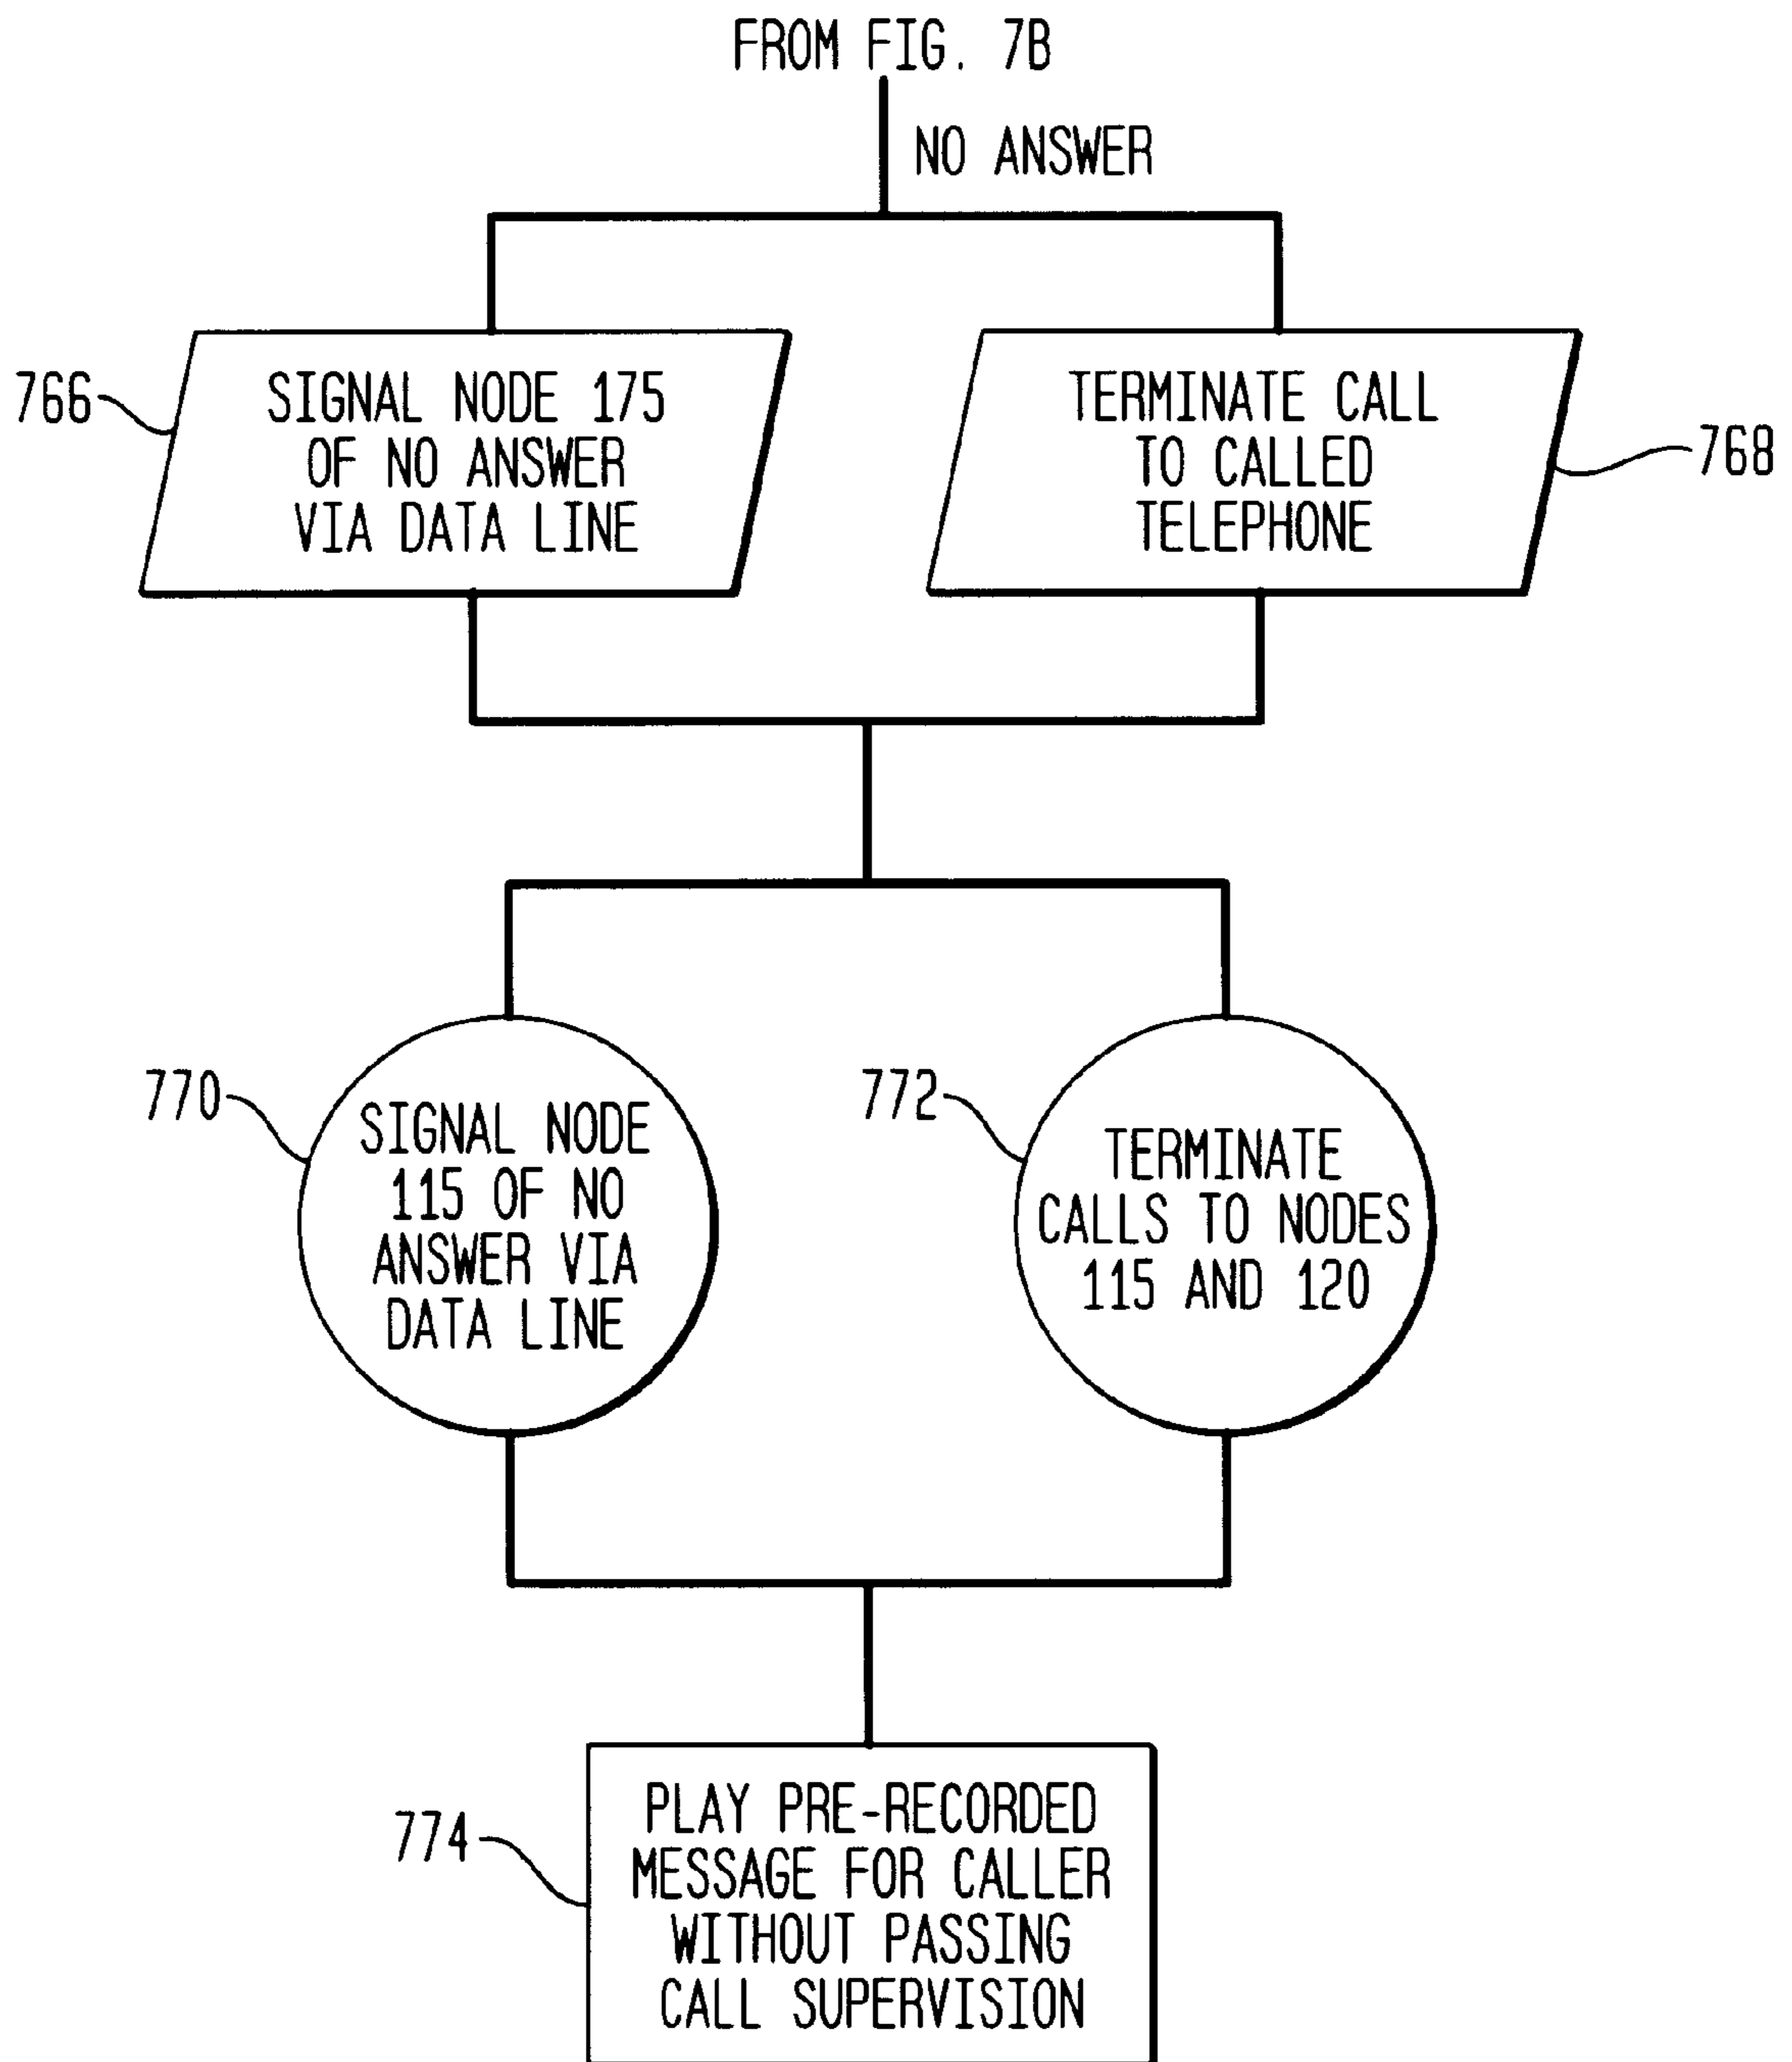 FROM FIG. 7B
NO ANSWER
766
SIGNAL NODE 175
OF NO ANSWER
VIA DATA LINE
TERMINATE CALL
TO CALLED
TELEPHONE
768
770
SIGNAL NODE
115 OF NO
ANSWER VIA
DATA LINE
772
TERMINATE
CALLS TO NODES
115 AND 120
774
PLAY PRE-RECORDED
MESSAGE FOR CALLER
WITHOUT PASSING
CALL SUPERVISION